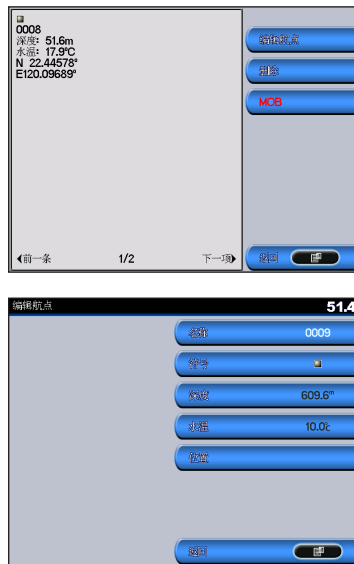 0008
深度: 51.6m
水温: 17.9°C
N 22.44578°
E120.09689°
编辑航点
删除
MOB
前一条 1/2 下一项
返回
编辑航点 51.4
名称 0009
符号
深度 609.6m
水温 10.0c
位置
返回